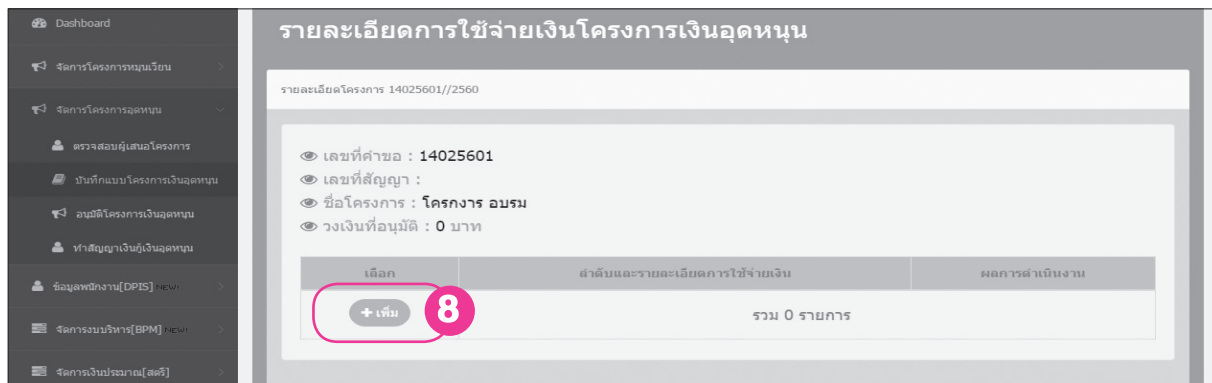 Dashboard
จัดการโครงการหมุนเวียน
จัดการโครงการอุดหนุน
ตรวจสอบผู้เสนอโครงการ
บันทึกแบบโครงการเงินอุดหนุน
อนุมัติโครงการเงินอุดหนุน
ทำสัญญาเงินกู้เงินอุดหนุน
ข้อมูลพนักงาน[DPIS] NEW!
จัดการงบบริหาร[BPM] NEW!
จัดการเงินประมาณ[สตรี]
รายละเอียดการใช้จ่ายเงินโครงการเงินอุดหนุน
รายละเอียดโครงการ 14025601//2560
เลขที่คำขอ : 14025601
เลขที่สัญญา :
ชื่อโครงการ : โครกงาร อบรม
วงเงินที่อนุมัติ : 0 บาท
เลือก ลำดับและรายละเอียดการใช้จ่ายเงิน ผลการดำเนินงาน
+ เพิ่ม 8 รวม 0 รายการ